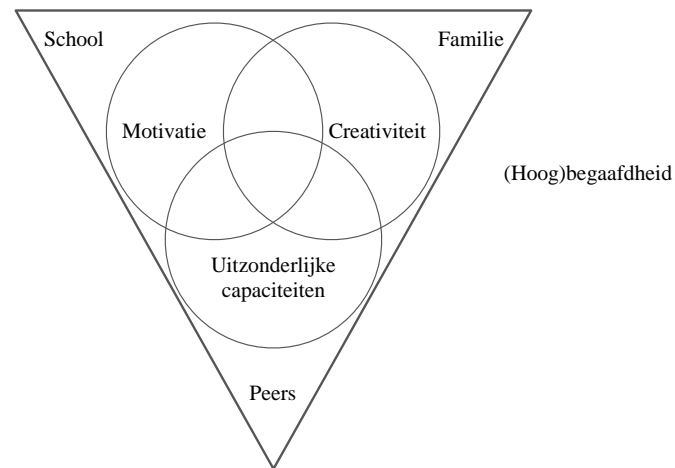 School
Familie
Motivatie
Creativiteit
(Hoog)begaafdheid
Uitzonderlijke
capaciteiten
Peers